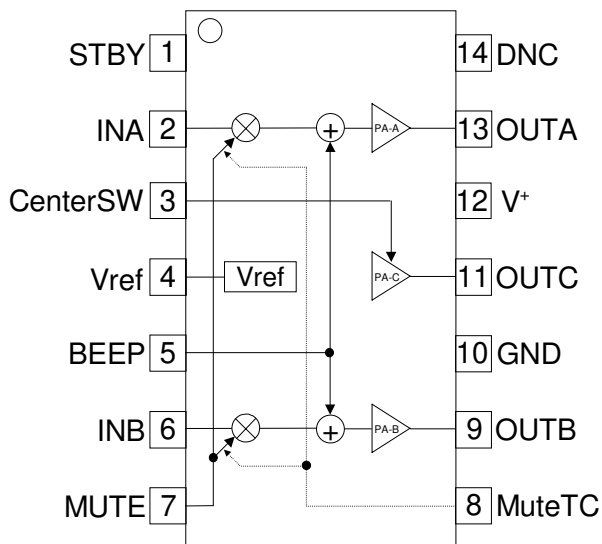 STBY 1 14 DNC
INA 2 + PA-A 13 OUTA
CenterSW 3 12 V⁺
Vref 4 Vref PA-C 11 OUTC
BEEP 5 10 GND
INB 6 + PA-B 9 OUTB
MUTE 7 8 MuteTC